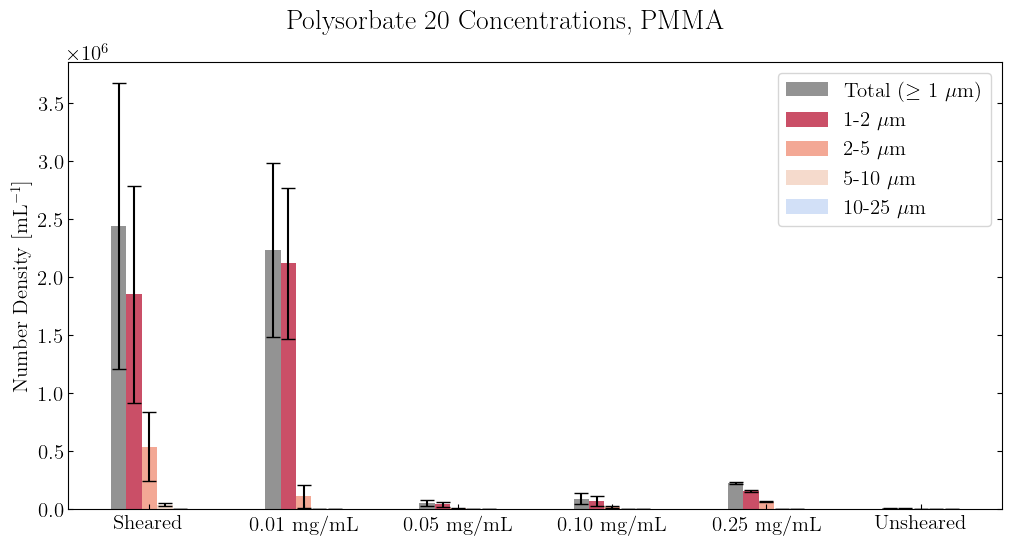 Polysorbate 20 Concentrations, PMMA
×10⁶
Total (≥ 1 μm)
1-2 μm
2-5 μm
5-10 μm
10-25 μm
Number Density [mL⁻¹]
3.5
3.0
2.5
2.0
1.5
1.0
0.5
0.0
Sheared 0.01 mg/mL 0.05 mg/mL 0.10 mg/mL 0.25 mg/mL Unsheared